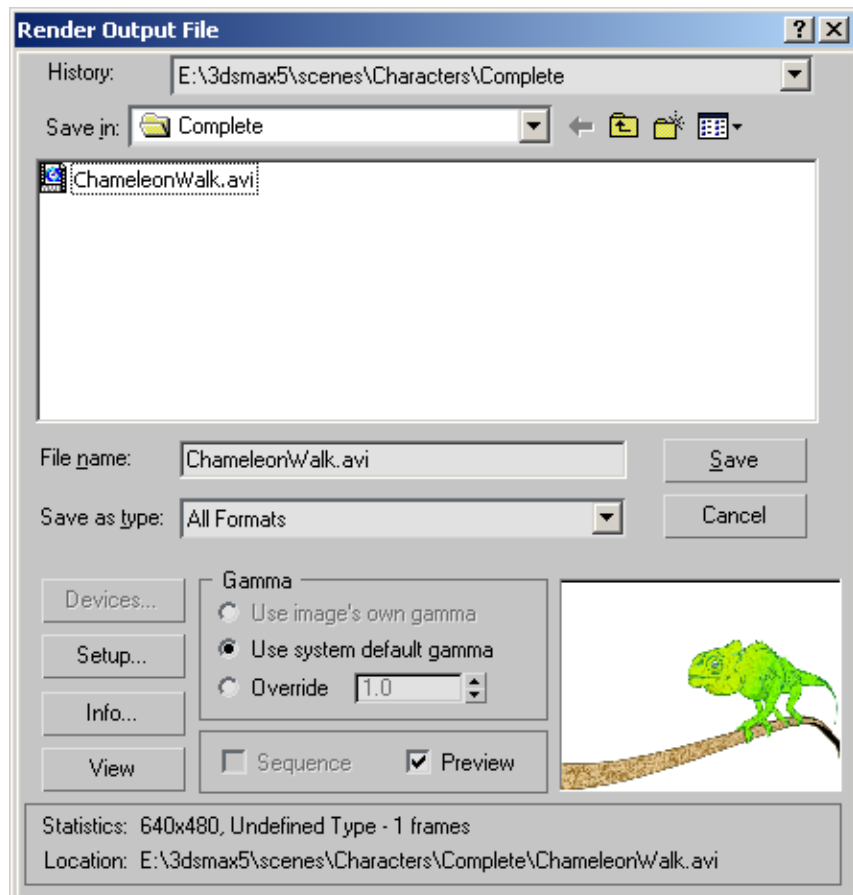 Render Output File
History: E:\3dsmax5\scenes\Characters\Complete
Save in: Complete
ChameleonWalk.avi
File name: ChameleonWalk.avi Save
Save as type: All Formats Cancel
Devices...
Setup...
Info...
View
Gamma
Use image's own gamma
Use system default gamma
Override 1.0
Sequence Preview
Statistics: 640x480, Undefined Type - 1 frames
Location: E:\3dsmax5\scenes\Characters\Complete\ChameleonWalk.avi